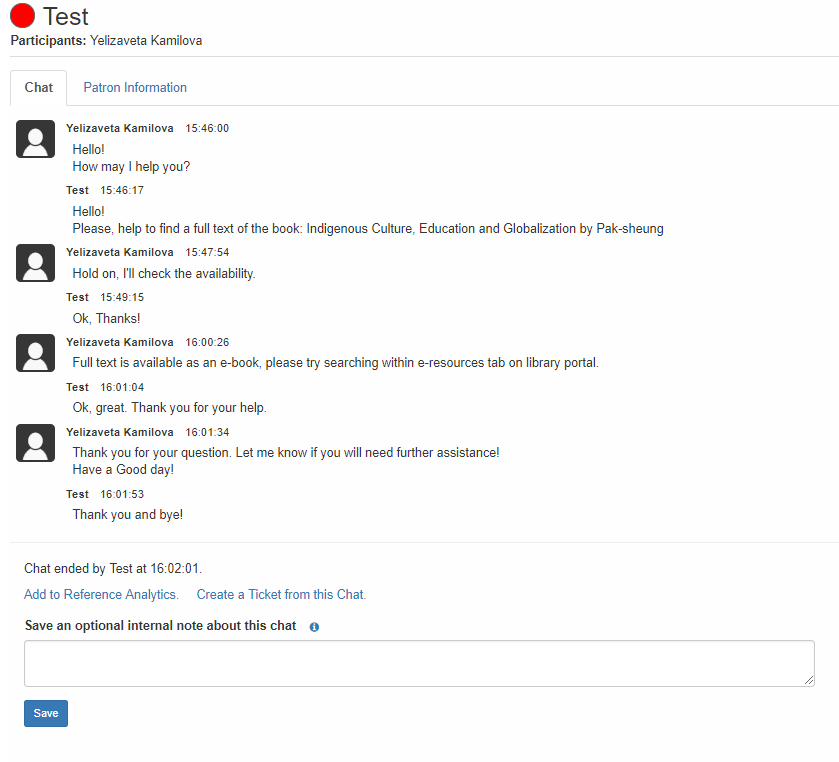 Test
Participants: Yelizaveta Kamilova
Chat Patron Information
Yelizaveta Kamilova 15:46:00
Hello!
How may I help you?
Test 15:46:17
Hello!
Please, help to find a full text of the book: Indigenous Culture, Education and Globalization by Pak-sheung
Yelizaveta Kamilova 15:47:54
Hold on, I'll check the availability.
Test 15:49:15
Ok, Thanks!
Yelizaveta Kamilova 16:00:26
Full text is available as an e-book, please try searching within e-resources tab on library portal.
Test 16:01:04
Ok, great. Thank you for your help.
Yelizaveta Kamilova 16:01:34
Thank you for your question. Let me know if you will need further assistance!
Have a Good day!
Test 16:01:53
Thank you and bye!
Chat ended by Test at 16:02:01.
Add to Reference Analytics. Create a Ticket from this Chat.
Save an optional internal note about this chat
Save